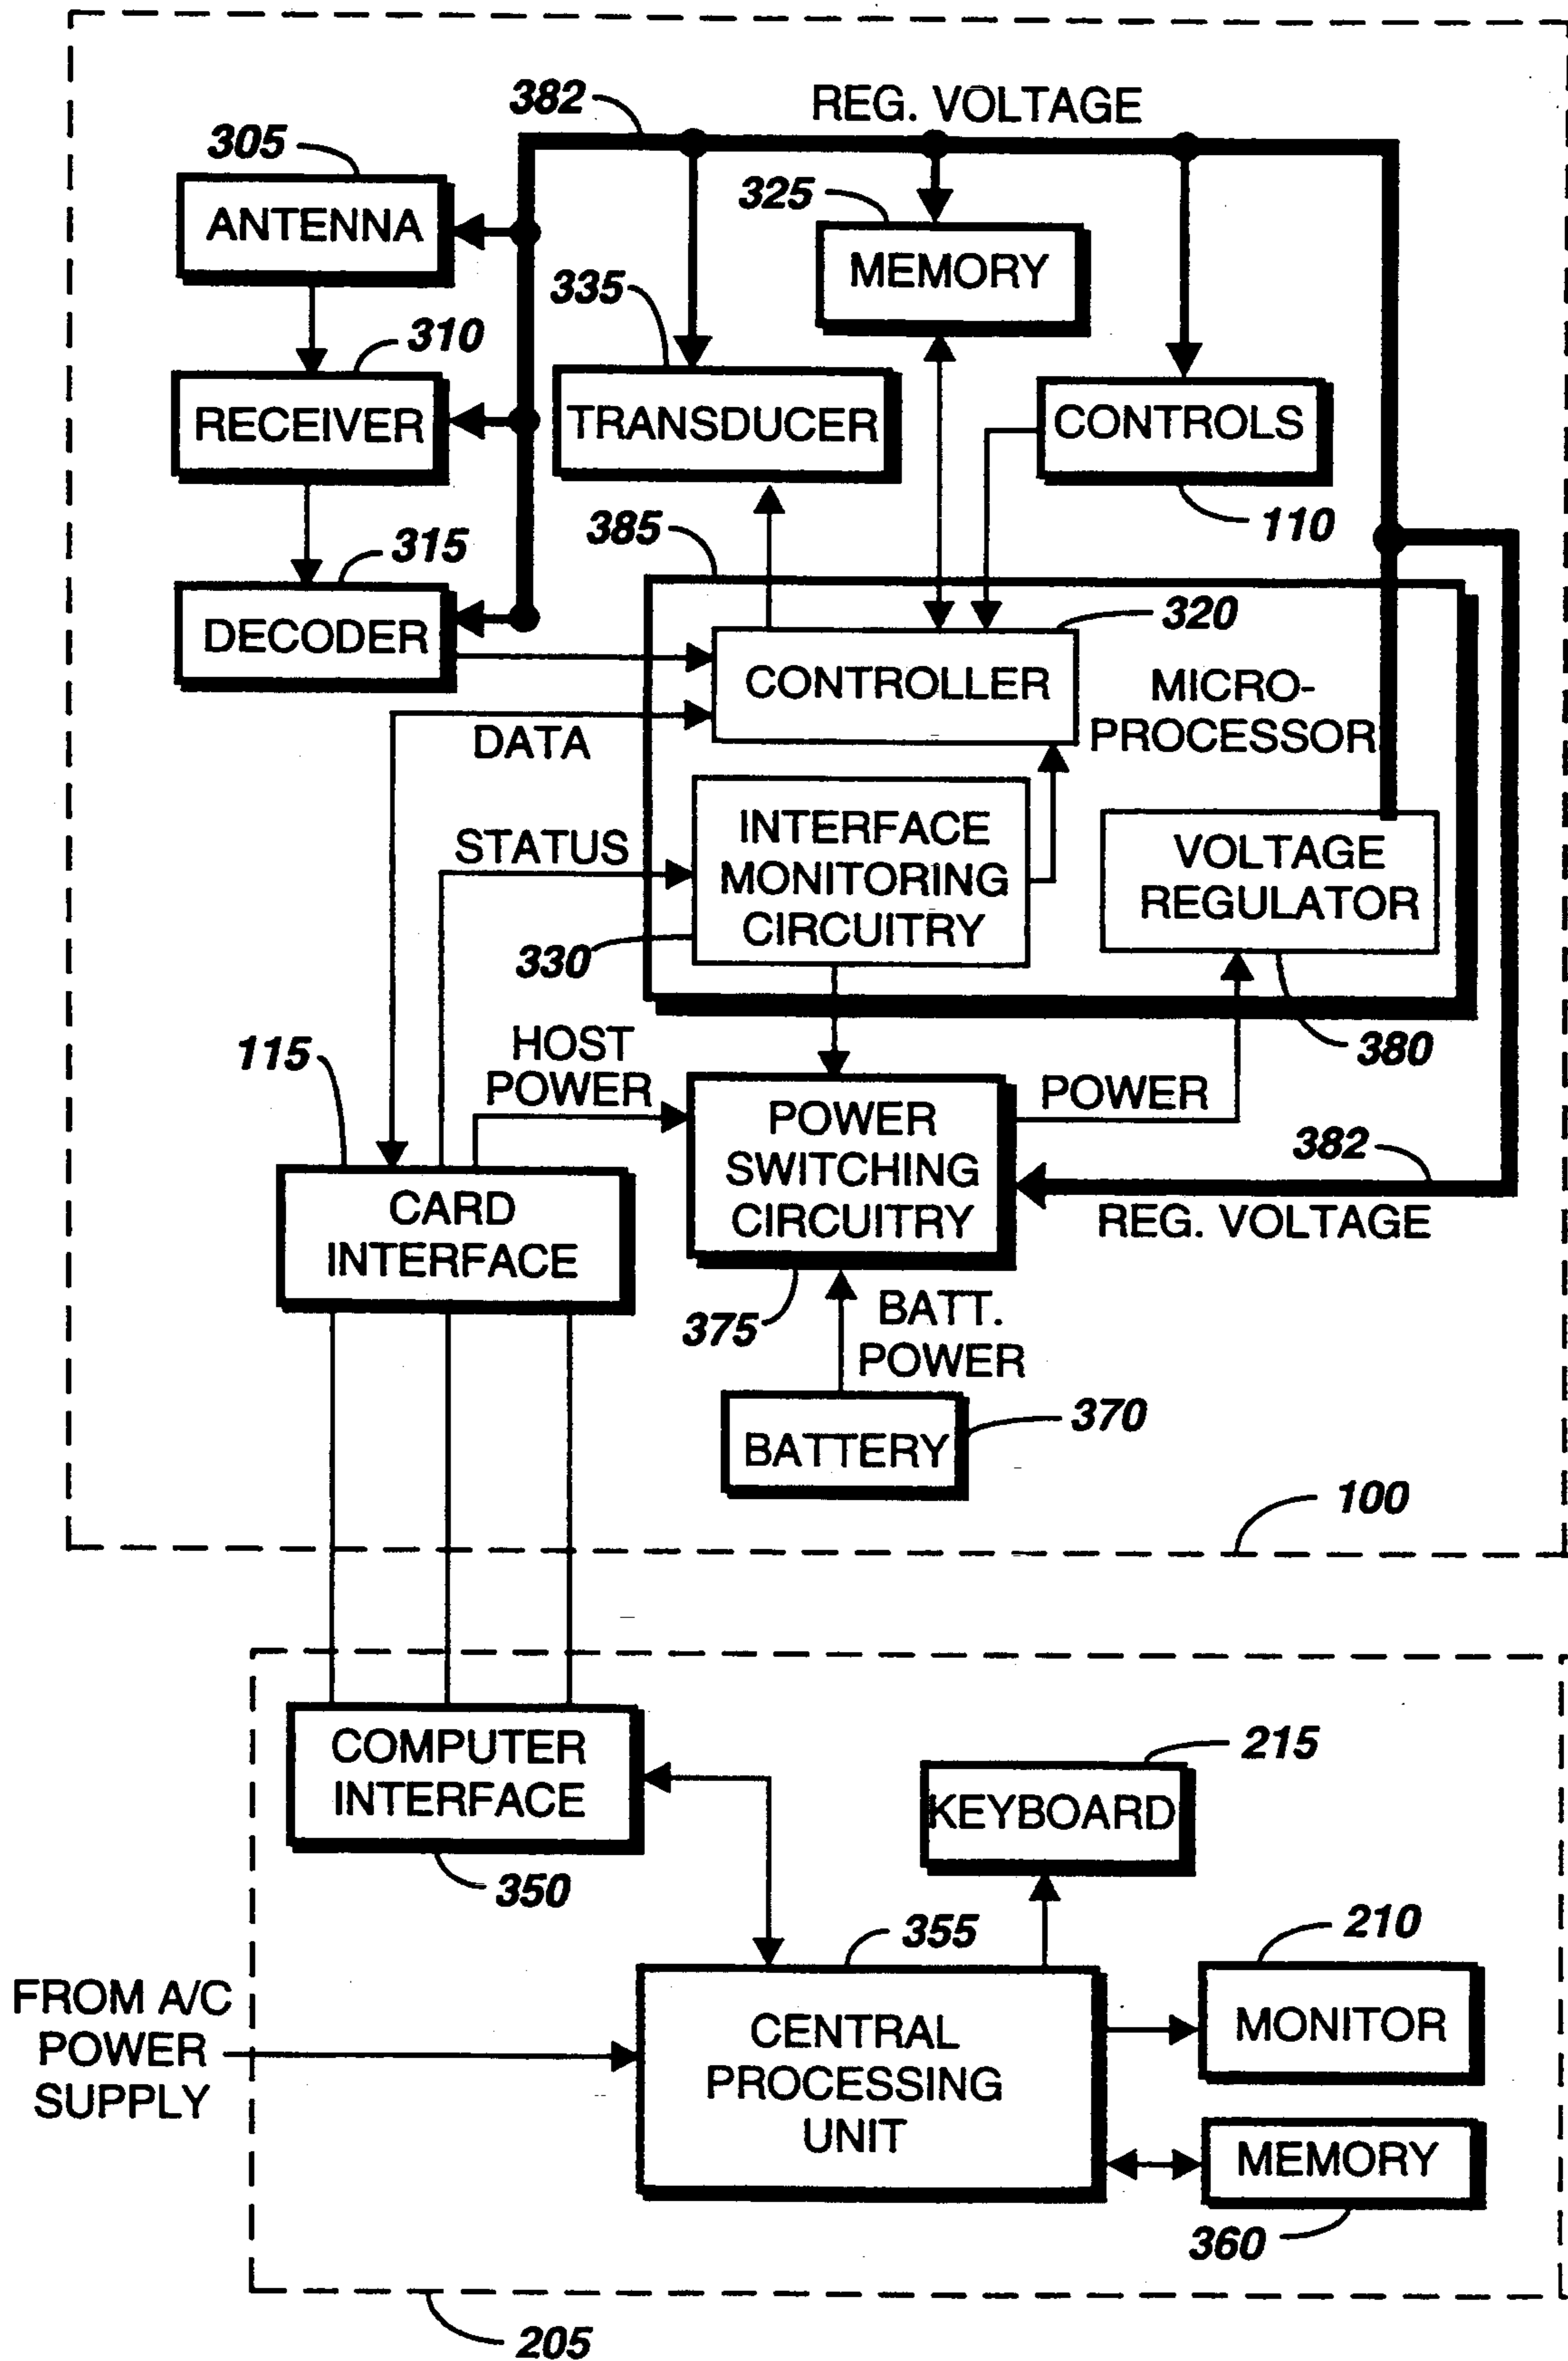 382
REG. VOLTAGE
305
ANTENNA
325
MEMORY
335
310
RECEIVER
TRANSDUCER
CONTROLS
110
385
315
DECODER
320
CONTROLLER
MICRO-
PROCESSOR
DATA
STATUS
INTERFACE
MONITORING
CIRCUITRY
330
VOLTAGE
REGULATOR
380
115
HOST
POWER
POWER
SWITCHING
CIRCUITRY
POWER
382
REG. VOLTAGE
CARD
INTERFACE
375
BATT.
POWER
BATTERY
370
100
COMPUTER
INTERFACE
350
215
KEYBOARD
355
210
MONITOR
FROM A/C
POWER
SUPPLY
CENTRAL
PROCESSING
UNIT
MEMORY
360
205